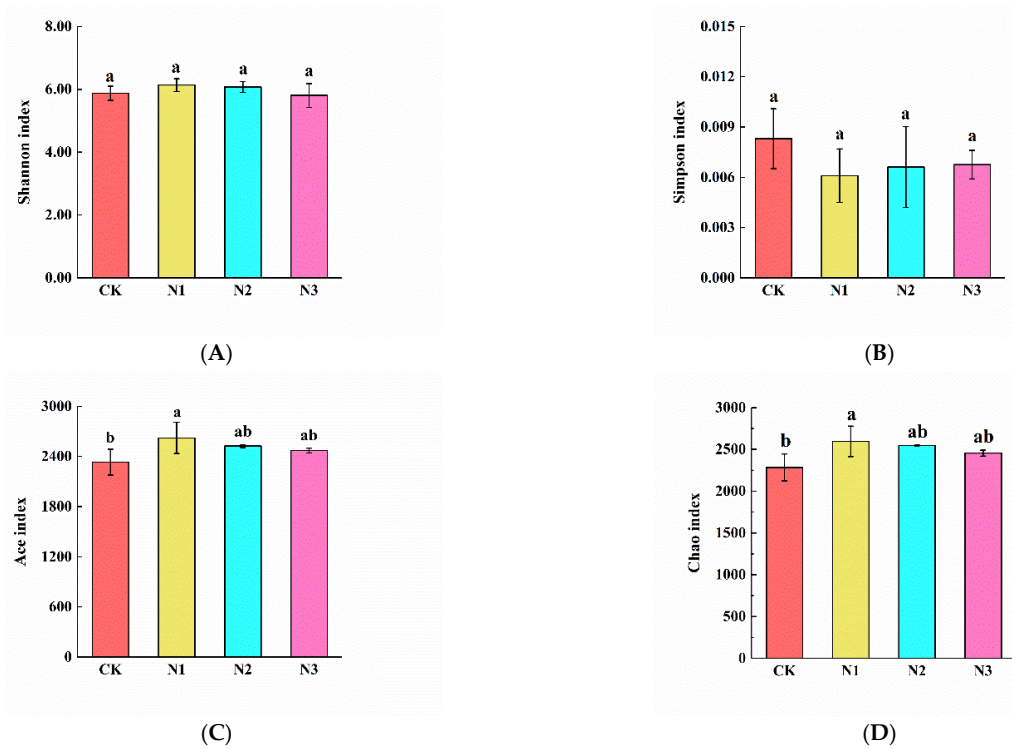 8.00
6.00
4.00
2.00
0.00
Shannon index
a
a
a
a
CK
N1
N2
N3
(A)
0.015
0.012
0.009
0.006
0.003
0.000
Simpson index
a
a
a
a
CK
N1
N2
N3
(B)
3000
2400
1800
1200
600
0
Ace index
b
a
ab
ab
CK
N1
N2
N3
(C)
3000
2500
2000
1500
1000
500
0
Chao index
b
a
ab
ab
CK
N1
N2
N3
(D)